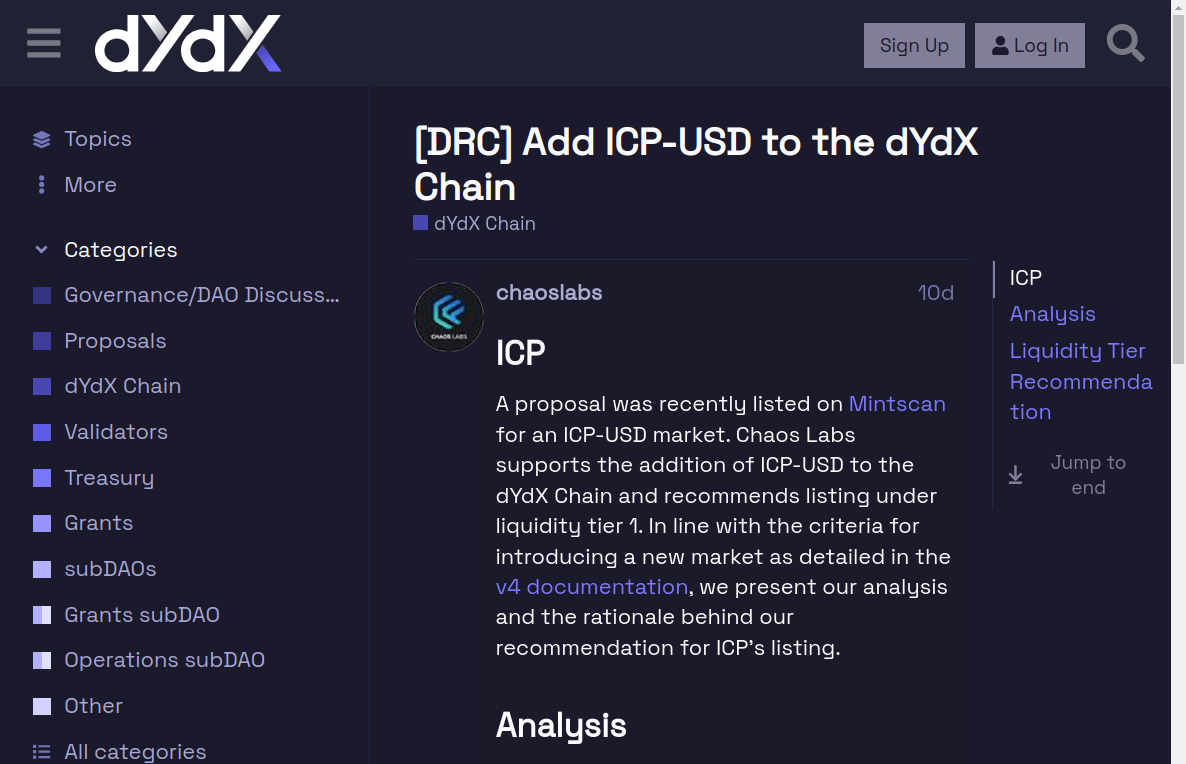 dYdX
Sign Up
Log In
Topics
More
Categories
Governance/DAO Discuss...
Proposals
dYdX Chain
Validators
Treasury
Grants
subDAOs
Grants subDAO
Operations subDAO
Other
All categories
[DRC] Add ICP-USD to the dYdX
Chain
dYdX Chain
CHAOS LABS
chaoslabs
10d
ICP
A proposal was recently listed on Mintscan
for an ICP-USD market. Chaos Labs
supports the addition of ICP-USD to the
dYdX Chain and recommends listing under
liquidity tier 1. In line with the criteria for
introducing a new market as detailed in the
v4 documentation, we present our analysis
and the rationale behind our
recommendation for ICP's listing.
Analysis
ICP
Analysis
Liquidity Tier
Recommenda
tion
Jump to
end